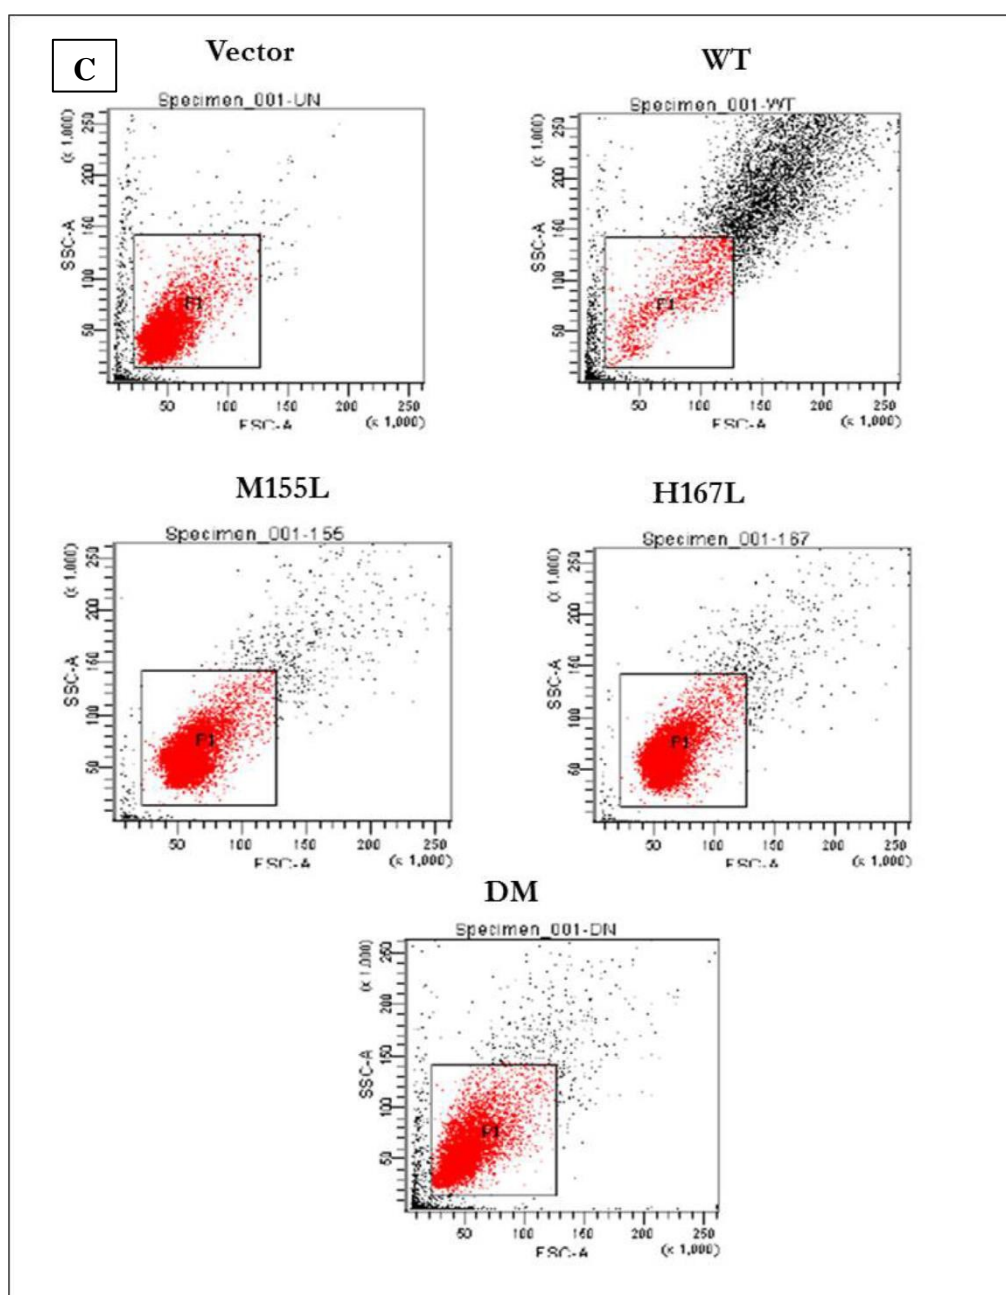 C
Vector
Specimen_001-UN
(x 1,000)
250
200
160
100
50
SSC-A
P1
50 100 150 200 250
FSC-A
(x 1,000)
WT
Specimen_001-WT
(x 1,000)
250
200
160
100
50
SSC-A
P1
50 100 150 200 250
FSC-A
(x 1,000)
M155L
Specimen_001-155
(x 1,000)
250
200
160
100
50
SSC-A
P1
50 100 150 200 250
FSC-A
(x 1,000)
H167L
Specimen_001-167
(x 1,000)
250
200
160
100
50
SSC-A
P1
50 100 150 200 250
FSC-A
(x 1,000)
DM
Specimen_001-DN
(x 1,000)
250
200
150
100
50
SSC-A
P1
50 100 150 200 250
FSC-A
(x 1,000)